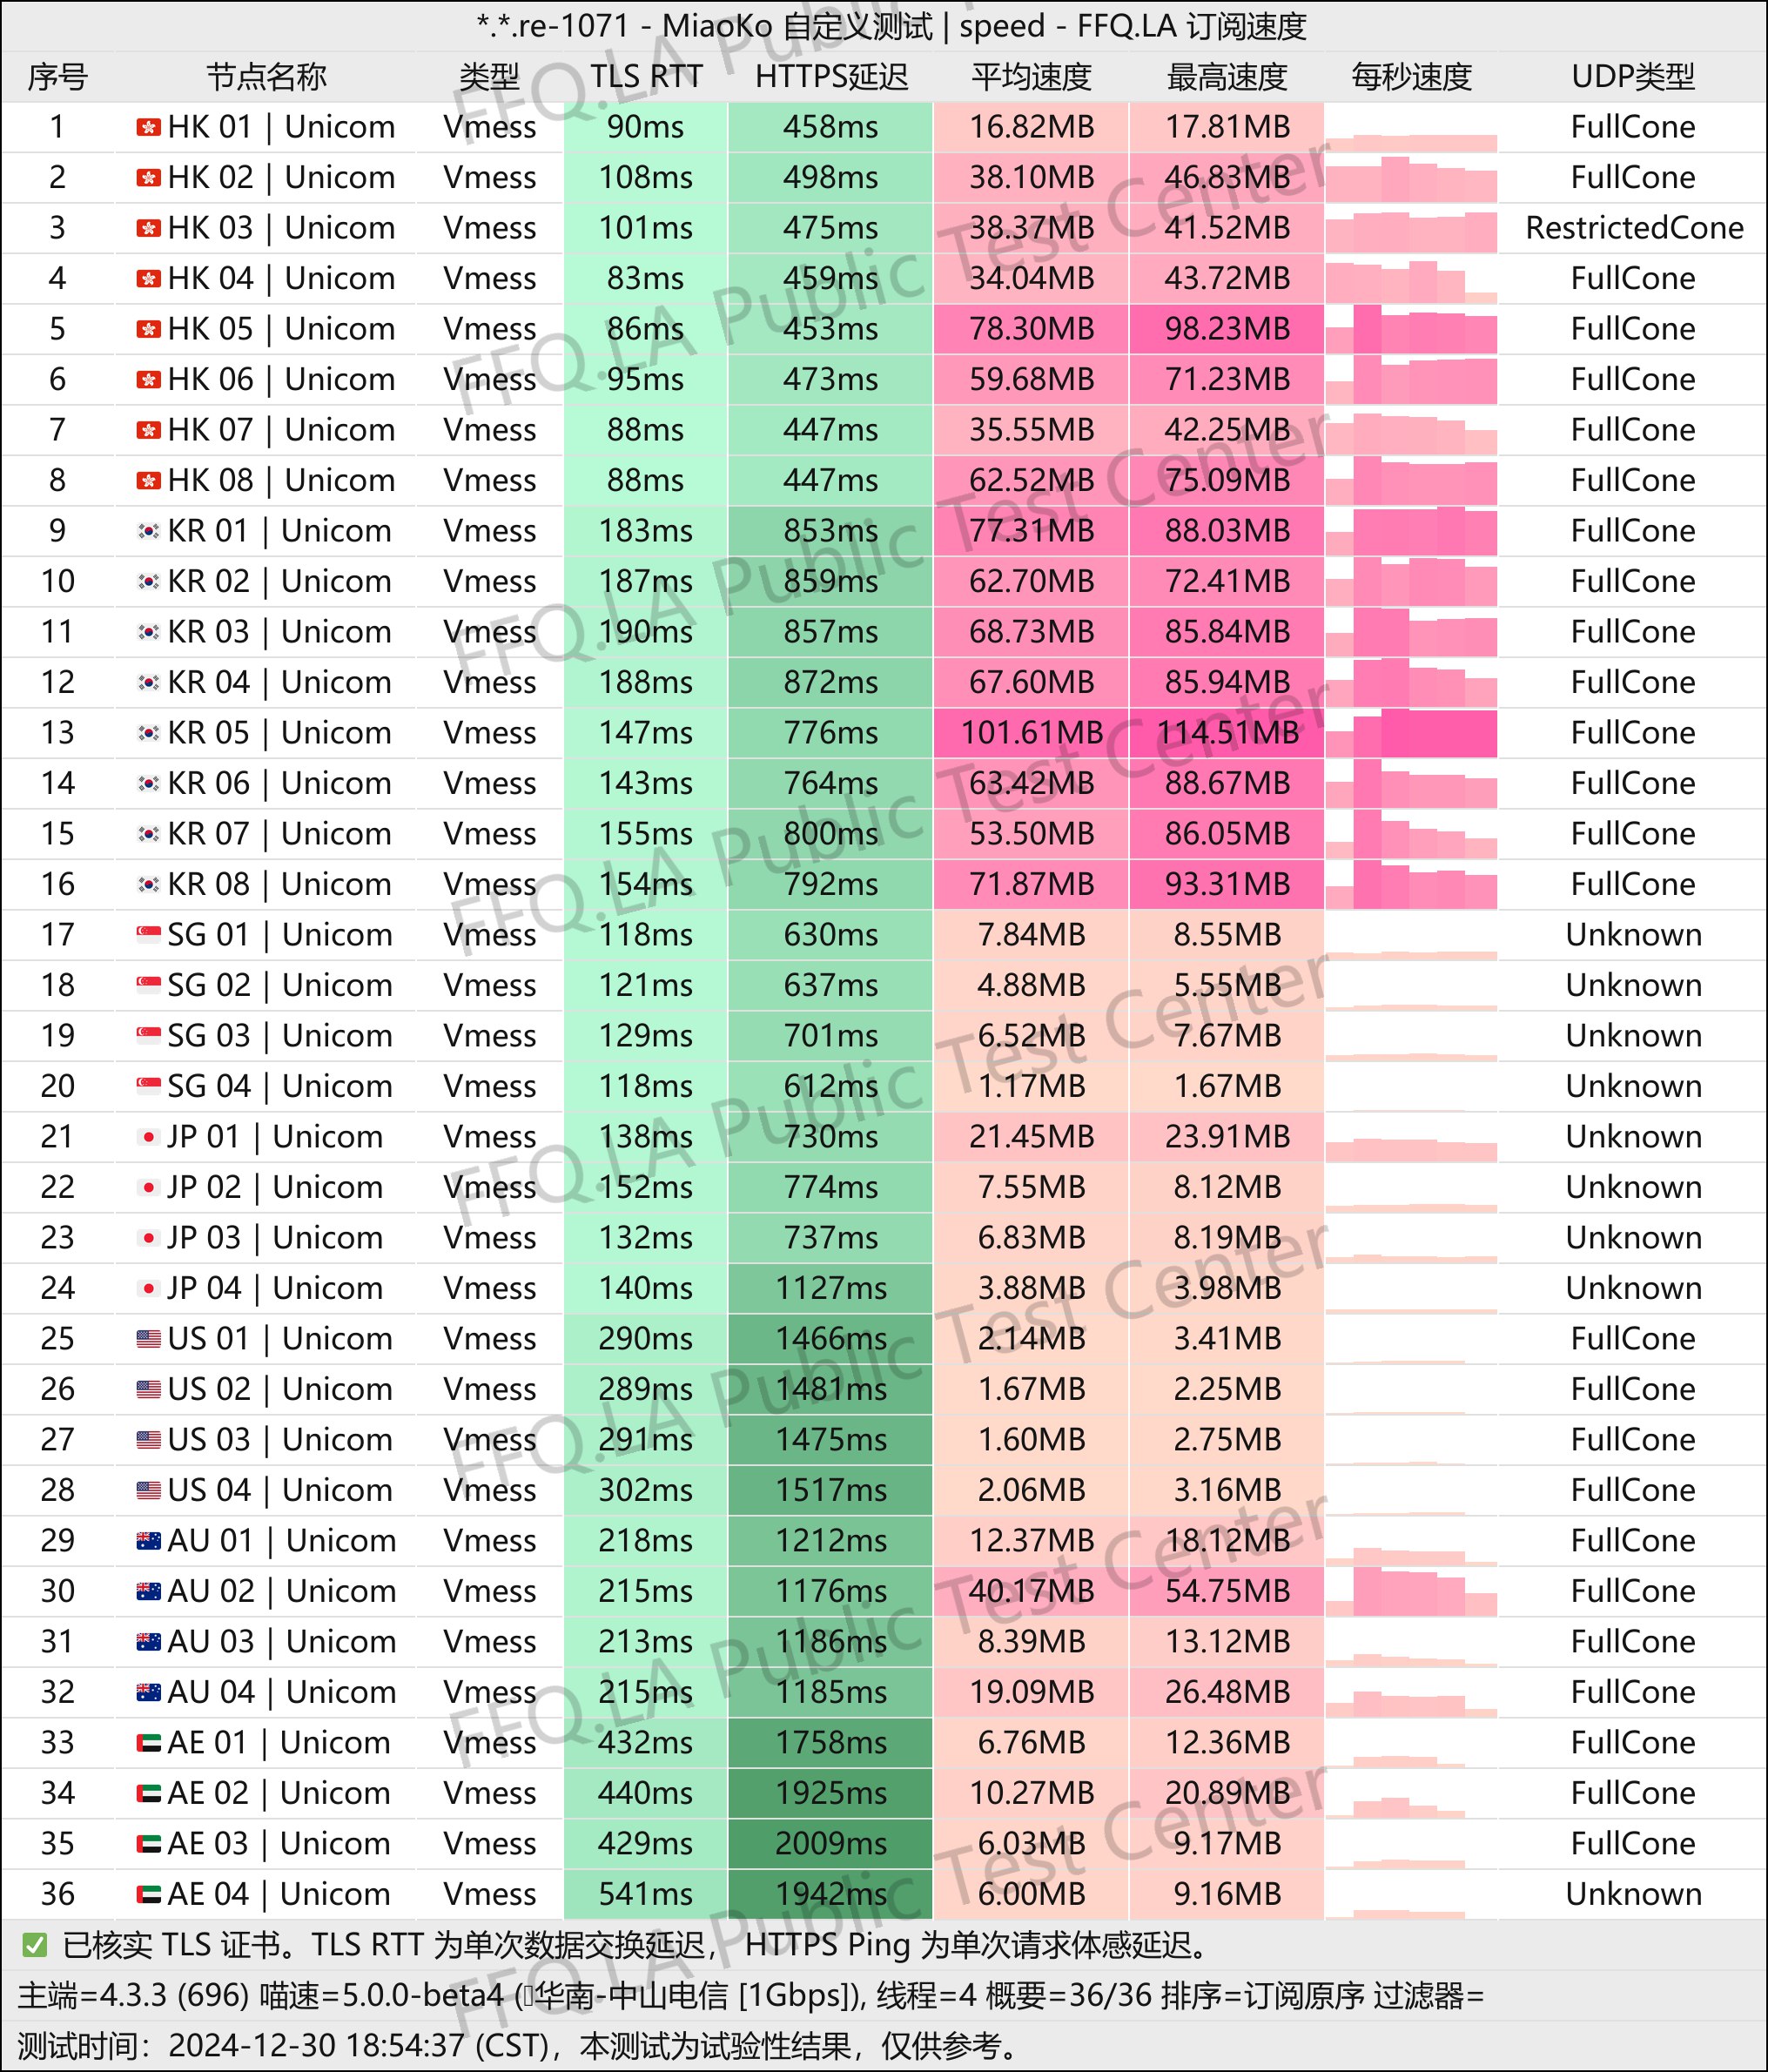 *.*.re-1071 - MiaoKo 自定义测试 | speed - FFQ.LA 订阅速度
序号 节点名称 类型 TLS RTT HTTPS延迟 平均速度 最高速度 每秒速度 UDP类型
1 HK 01 | Unicom Vmess 90ms 458ms 16.82MB 17.81MB FullCone
2 HK 02 | Unicom Vmess 108ms 498ms 38.10MB 46.83MB FullCone
3 HK 03 | Unicom Vmess 101ms 475ms 38.37MB 41.52MB RestrictedCone
4 HK 04 | Unicom Vmess 83ms 459ms 34.04MB 43.72MB FullCone
5 HK 05 | Unicom Vmess 86ms 453ms 78.30MB 98.23MB FullCone
6 HK 06 | Unicom Vmess 95ms 473ms 59.68MB 71.23MB FullCone
7 HK 07 | Unicom Vmess 88ms 447ms 35.55MB 42.25MB FullCone
8 HK 08 | Unicom Vmess 88ms 447ms 62.52MB 75.09MB FullCone
9 KR 01 | Unicom Vmess 183ms 853ms 77.31MB 88.03MB FullCone
10 KR 02 | Unicom Vmess 187ms 859ms 62.70MB 72.41MB FullCone
11 KR 03 | Unicom Vmess 190ms 857ms 68.73MB 85.84MB FullCone
12 KR 04 | Unicom Vmess 188ms 872ms 67.60MB 85.94MB FullCone
13 KR 05 | Unicom Vmess 147ms 776ms 101.61MB 114.51MB FullCone
14 KR 06 | Unicom Vmess 143ms 764ms 63.42MB 88.67MB FullCone
15 KR 07 | Unicom Vmess 155ms 800ms 53.50MB 86.05MB FullCone
16 KR 08 | Unicom Vmess 154ms 792ms 71.87MB 93.31MB FullCone
17 SG 01 | Unicom Vmess 118ms 630ms 7.84MB 8.55MB Unknown
18 SG 02 | Unicom Vmess 121ms 637ms 4.88MB 5.55MB Unknown
19 SG 03 | Unicom Vmess 129ms 701ms 6.52MB 7.67MB Unknown
20 SG 04 | Unicom Vmess 118ms 612ms 1.17MB 1.67MB Unknown
21 JP 01 | Unicom Vmess 138ms 730ms 21.45MB 23.91MB Unknown
22 JP 02 | Unicom Vmess 152ms 774ms 7.55MB 8.12MB Unknown
23 JP 03 | Unicom Vmess 132ms 737ms 6.83MB 8.19MB Unknown
24 JP 04 | Unicom Vmess 140ms 1127ms 3.88MB 3.98MB Unknown
25 US 01 | Unicom Vmess 290ms 1466ms 2.14MB 3.41MB FullCone
26 US 02 | Unicom Vmess 289ms 1481ms 1.67MB 2.25MB FullCone
27 US 03 | Unicom Vmess 291ms 1475ms 1.60MB 2.75MB FullCone
28 US 04 | Unicom Vmess 302ms 1517ms 2.06MB 3.16MB FullCone
29 AU 01 | Unicom Vmess 218ms 1212ms 12.37MB 18.12MB FullCone
30 AU 02 | Unicom Vmess 215ms 1176ms 40.17MB 54.75MB FullCone
31 AU 03 | Unicom Vmess 213ms 1186ms 8.39MB 13.12MB FullCone
32 AU 04 | Unicom Vmess 215ms 1185ms 19.09MB 26.48MB FullCone
33 AE 01 | Unicom Vmess 432ms 1758ms 6.76MB 12.36MB FullCone
34 AE 02 | Unicom Vmess 440ms 1925ms 10.27MB 20.89MB FullCone
35 AE 03 | Unicom Vmess 429ms 2009ms 6.03MB 9.17MB FullCone
36 AE 04 | Unicom Vmess 541ms 1942ms 6.00MB 9.16MB Unknown
✅ 已核实 TLS 证书。TLS RTT 为单次数据交换延迟， HTTPS Ping 为单次请求体感延迟。
主端=4.3.3 (696) 喵速=5.0.0-beta4 (▯华南-中山电信 [1Gbps]), 线程=4 概要=36/36 排序=订阅原序 过滤器=
测试时间：2024-12-30 18:54:37 (CST)，本测试为试验性结果，仅供参考。
FFQ.LA Public Test Center